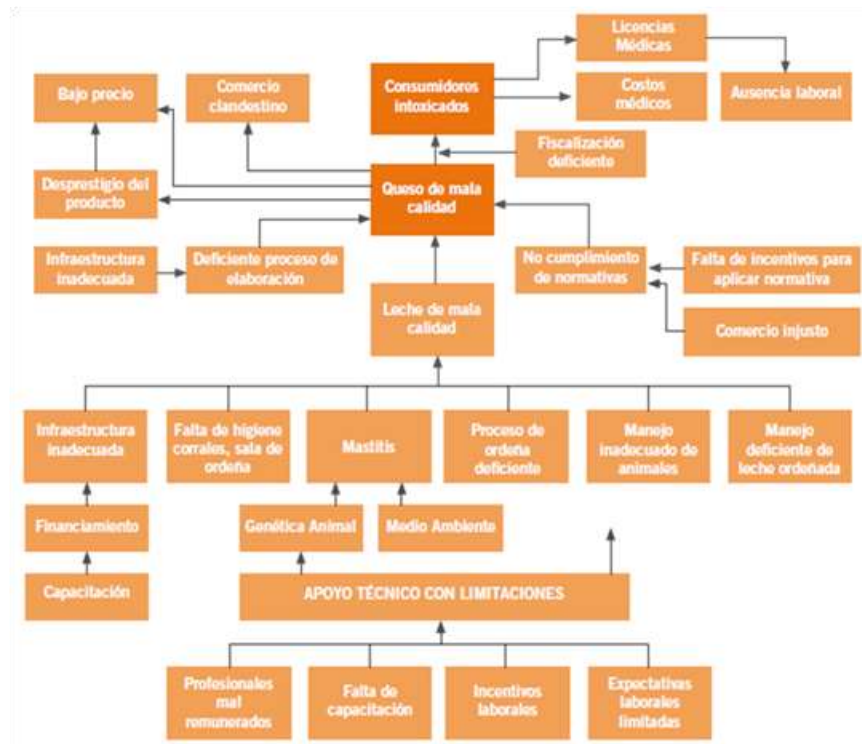 Licencias
Médicas
Bajo precio
Comercio
clandestino
Consumidores
intoxicados
Costos
médicos
Ausencia laboral
Fiscalización
deficiente
Desprestigio del
producto
Queso de mala
calidad
Infraestructura
inadecuada
Deficiente proceso de
elaboración
No cumplimiento
de normativas
Falta de incentivos para
aplicar normativa
Leche de mala
calidad
Comercio injusto
Infraestructura
inadecuada
Falta de higiene
corrales, sala de
ordeña
Mastitis
Proceso de
ordeña
deficiente
Manejo
inadecuado de
animales
Manejo
deficiente de
leche ordeñada
Financiamiento
Genética Animal
Medio Ambiente
Capacitación
APOYO TÉCNICO CON LIMITACIONES
Profesionales
mal
remunerados
Falta de
capacitación
Incentivos
laborales
Expectativas
laborales
limitadas